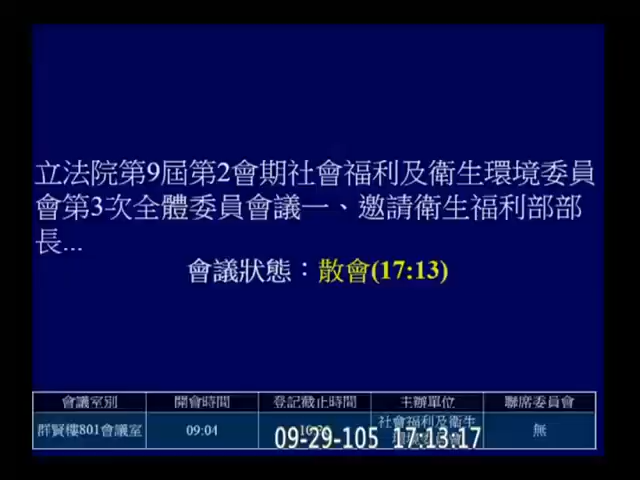 立法院第9屆第2會期社會福利及衛生環境委員
會第3次全體委員會議一、邀請衛生福利部部
長...
會議狀態：散會(17:13)
會議室別 開會時間 登記截止時間 主辦單位 聯席委員會
群賢樓801會議室 09:04 社會福利及衛生 無
09-29-105 17:13:17